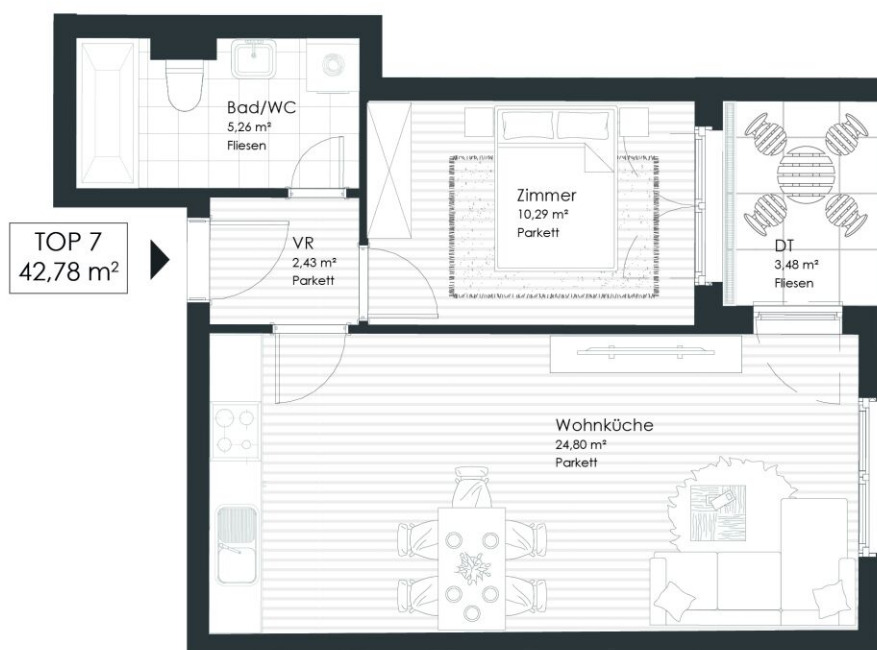 Bad/WC
5,26 m²
Fliesen
Zimmer
10,29 m²
Parkett
TOP 7
42,78 m²
VR
2,43 m²
Parkett
DT
3,48 m²
Fliesen
Wohnküche
24,80 m²
Parkett